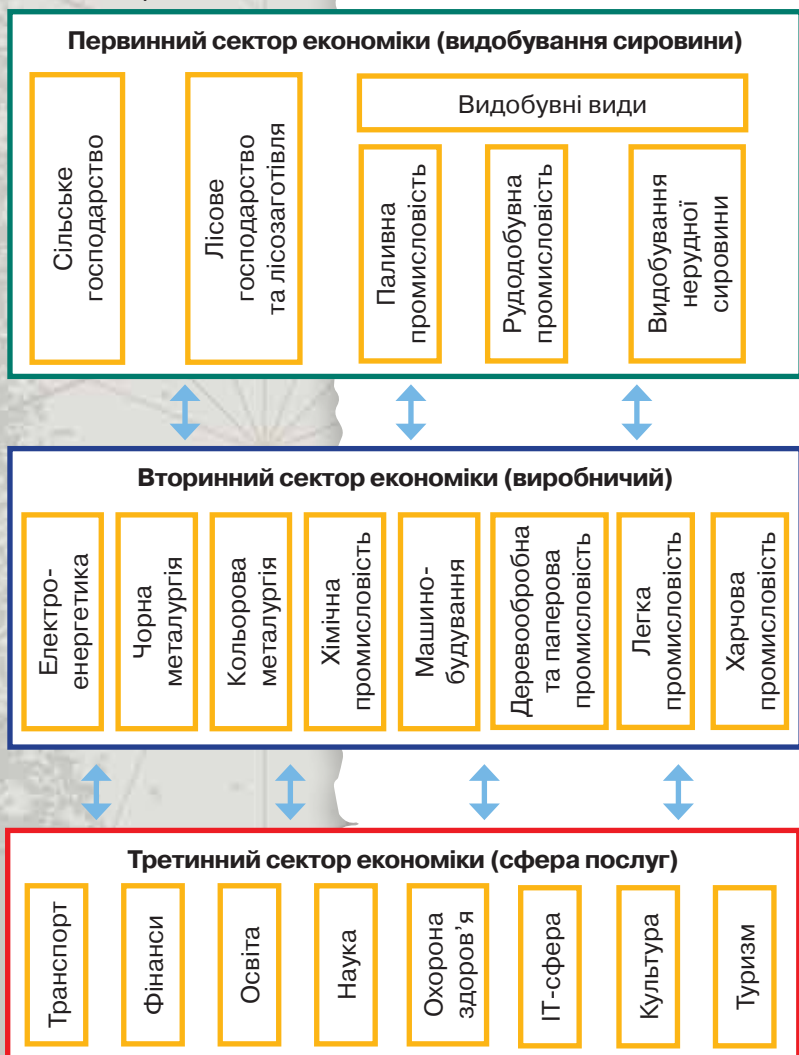 Первинний сектор економіки (видобування сировини)
Сільське
господарство
Лісове
господарство
та лісозаготівля
Видобувні види
Паливна
промисловість
Рудодобувна
промисловість
Видобування
нерудної
сировини
Вторинний сектор економіки (виробничий)
Електро-
енергетика
Чорна
металургія
Кольорова
металургія
Хімічна
промисловість
Машино-
будування
Деревообробна
та паперова
промисловість
Легка
промисловість
Харчова
промисловість
Третинний сектор економіки (сфера послуг)
Транспорт
Фінанси
Освіта
Наука
Охорона
здоров’я
ІТ-сфера
Культура
Туризм